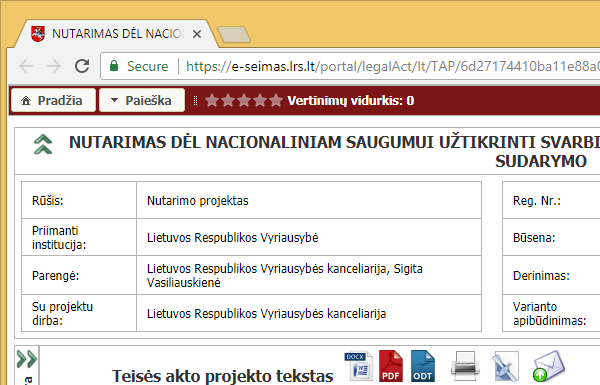 NUTARIMAS DĖL NACIO
Secure https://e-seimas.lrs.lt/portal/legalAct/lt/TAP/6d27174410ba11e88a0
Pradžia Paieška Vertinimų vidurkis: 0
NUTARIMAS DĖL NACIONALINIAM SAUGUMUI UŽTIKRINTI SVARBI
SUDARYMO
Rūšis: Nutarimo projektas Reg. Nr.:
Priimanti
institucija: Lietuvos Respublikos Vyriausybė Būsena:
Parengė: Lietuvos Respublikos Vyriausybės kanceliarija, Sigita
Vasiliauskienė Derinimas:
Su projektu
dirba: Lietuvos Respublikos Vyriausybės kanceliarija Varianto
apibūdinimas:
DOCX PDF ODT
Teisės akto projekto tekstas